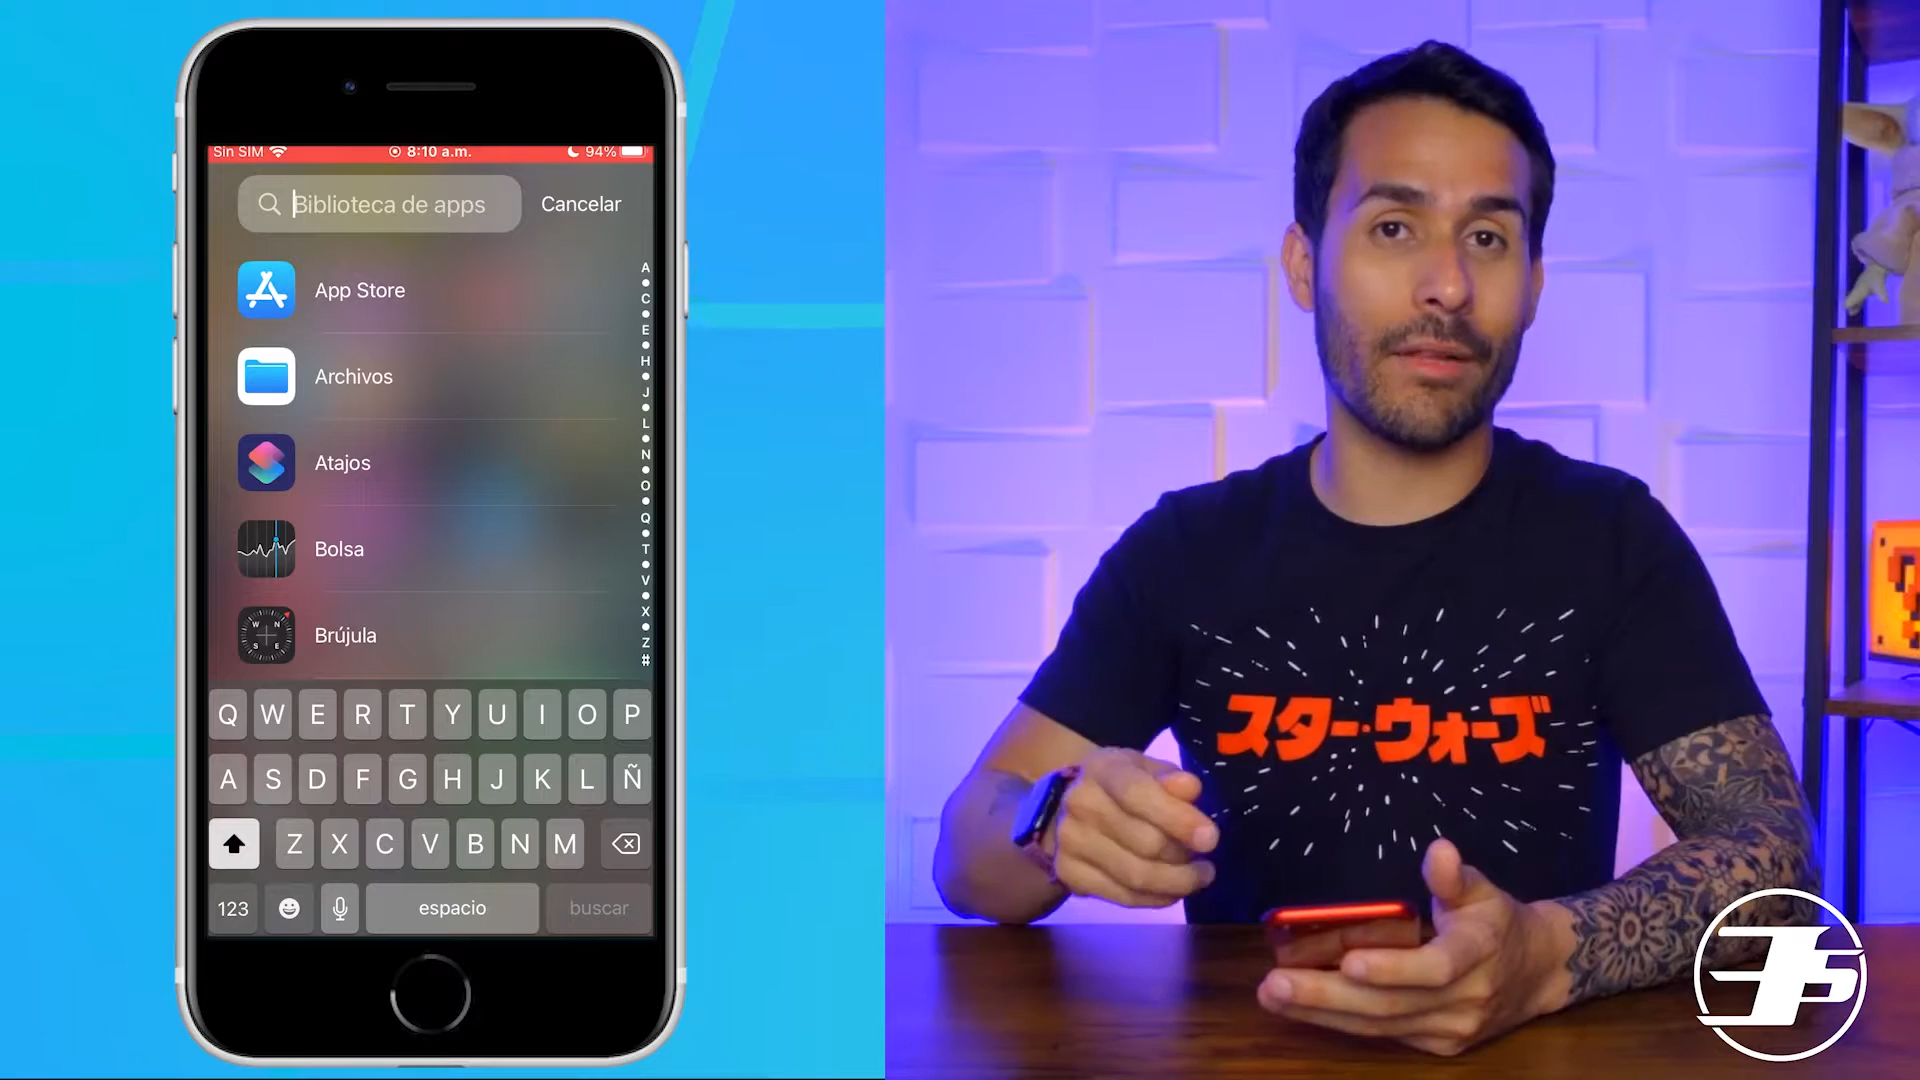 Sin SIM 8:10 a.m. 94%
Biblioteca de apps Cancelar
App Store
Archivos
Atajos
Bolsa
W N
S E
Brújula
A
C
E
H
J
L
N
O
Q
T
V
X
Z
#
Q W E R T Y U I O P
A S D F G H J K L Ñ
Z X C V B N M
123 espacio buscar
スター・ウォーズ
?